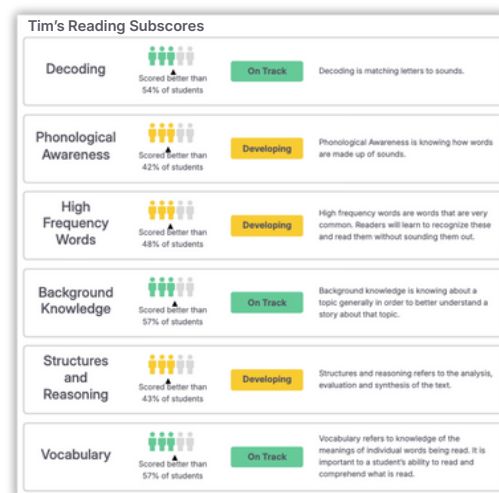 Tim's Reading Subscores
Decoding
Scored better than
54% of students
On Track
Decoding is matching letters to sounds.
Phonological
Awareness
Scored better than
42% of students
Developing
Phonological Awareness is knowing how words
are made up of sounds.
High
Frequency
Words
Scored better than
48% of students
Developing
High frequency words are words that are very
common. Readers will learn to recognize these
and read them without sounding them out.
Background
Knowledge
Scored better than
57% of students
On Track
Background knowledge is knowing about a
topic generally in order to better understand a
story about that topic.
Structures
and
Reasoning
Scored better than
43% of students
Developing
Structures and reasoning refers to the analysis,
evaluation and synthesis of the text.
Vocabulary
Scored better than
57% of students
On Track
Vocabulary refers to knowledge of the
meanings of individual words being read. It is
important to a student's ability to read and
comprehend what is read.